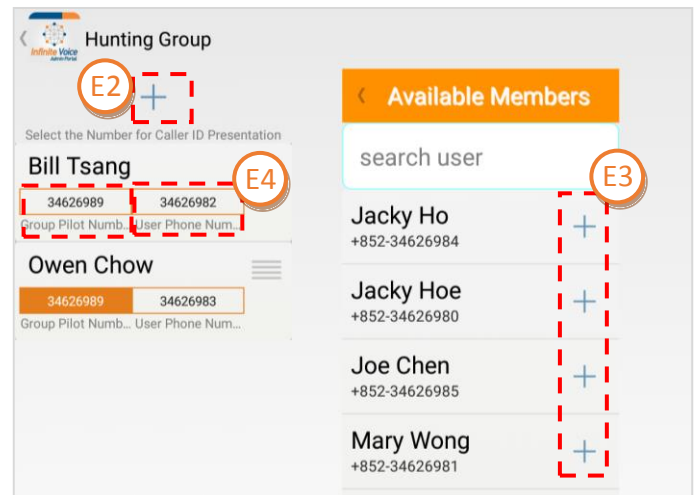 Infinite Voice
Admin Portal
Hunting Group
E2
Select the Number for Caller ID Presentation
Bill Tsang
E4
34626989 34626982
Group Pilot Numb... User Phone Num...
Owen Chow
34626989 34626983
Group Pilot Numb... User Phone Num...
Available Members
search user
E3
Jacky Ho
+852-34626984
Jacky Hoe
+852-34626980
Joe Chen
+852-34626985
Mary Wong
+852-34626981